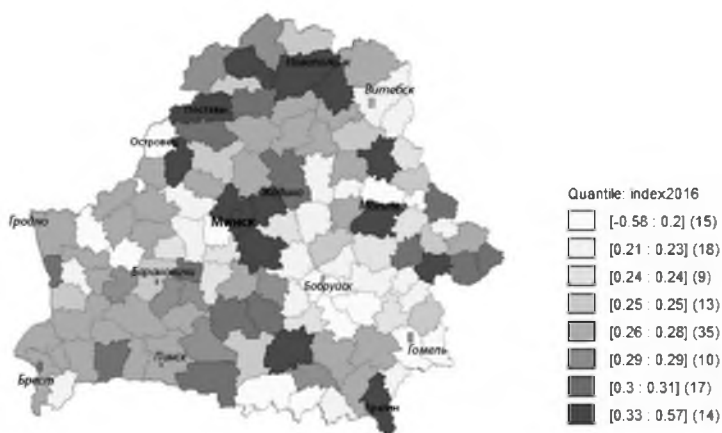 Новополоцк
Витебск
Поставы
Островец
Жодино
Гродно
Минск
Могилев
Барановичи
Бобруйск
Гомель
Пинск
Брест
Quantile: index2016
[-0.58 : 0.2] (15)
[0.21 : 0.23] (18)
[0.24 : 0.24] (9)
[0.25 : 0.25] (13)
[0.26 : 0.28] (35)
[0.29 : 0.29] (10)
[0.3 : 0.31] (17)
[0.33 : 0.57] (14)